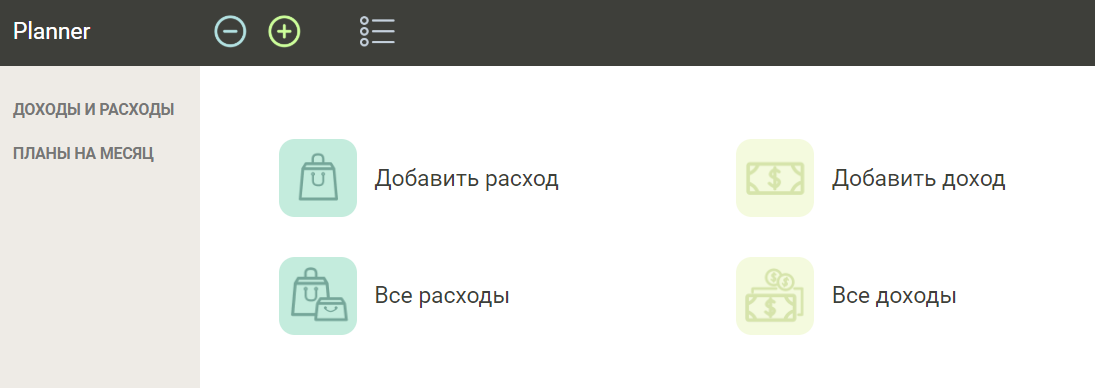 Planner
ДОХОДЫ И РАСХОДЫ
ПЛАНЫ НА МЕСЯЦ
Добавить расход
Добавить доход
Все расходы
Все доходы